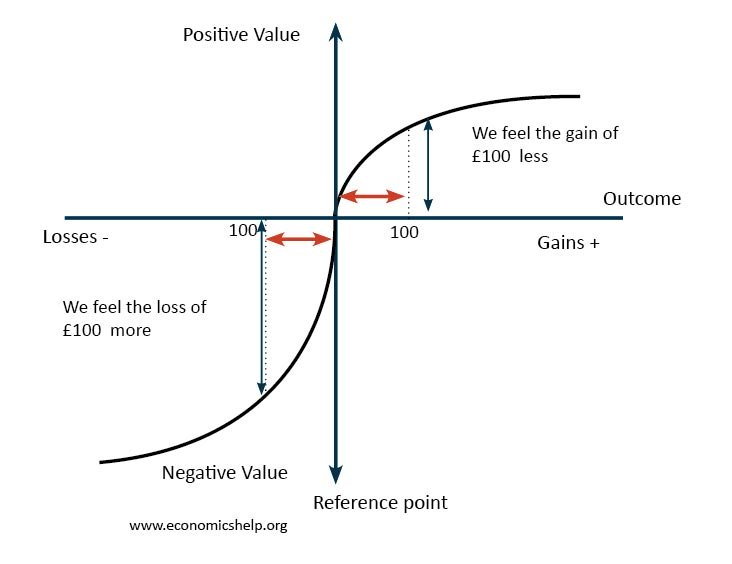 Positive Value
We feel the gain of
£100 less
Outcome
Losses -
100
100
Gains +
We feel the loss of
£100 more
Negative Value
Reference point
www.economicshelp.org